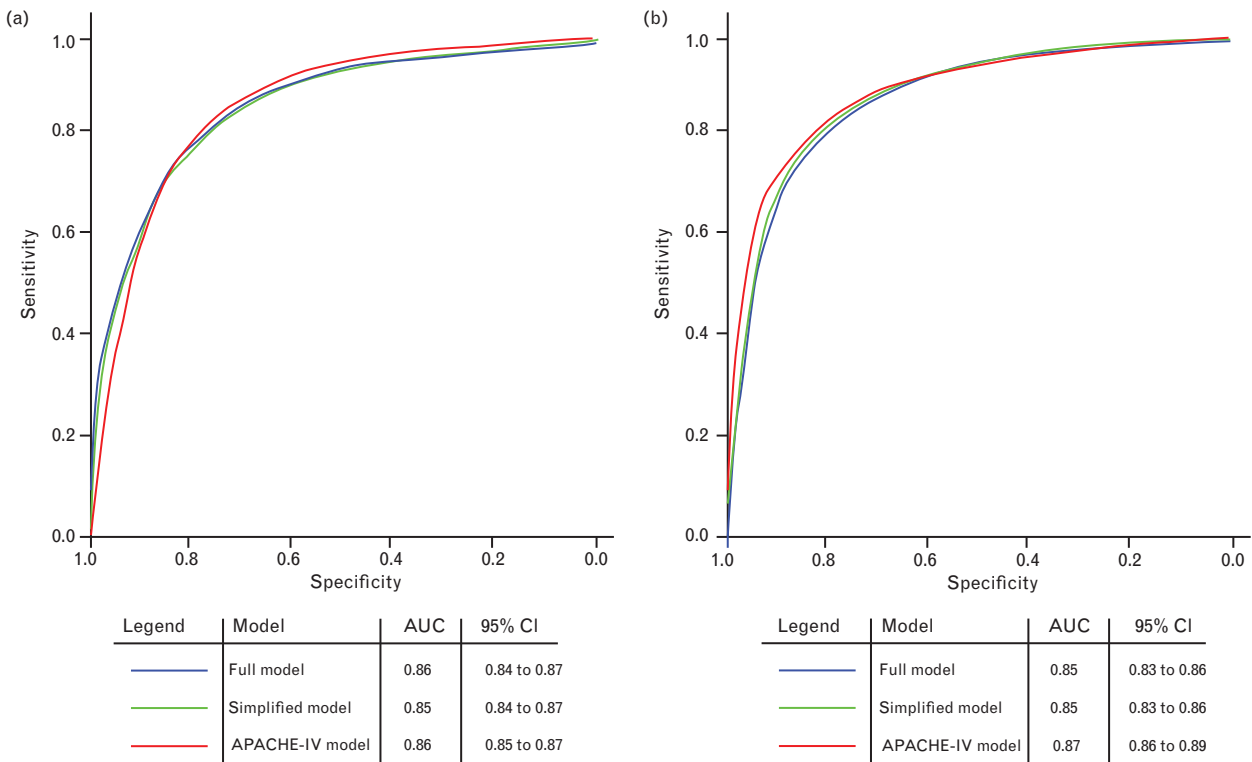 (a)
1.0
0.8
0.6
0.4
0.2
0.0
Sensitivity
1.0 0.8 0.6 0.4 0.2 0.0
Specificity
Legend Model AUC 95% CI
Full model 0.86 0.84 to 0.87
Simplified model 0.85 0.84 to 0.87
APACHE-IV model 0.86 0.85 to 0.87
(b)
1.0
0.8
0.6
0.4
0.2
0.0
Sensitivity
1.0 0.8 0.6 0.4 0.2 0.0
Specificity
Legend Model AUC 95% CI
Full model 0.85 0.83 to 0.86
Simplified model 0.85 0.83 to 0.86
APACHE-IV model 0.87 0.86 to 0.89